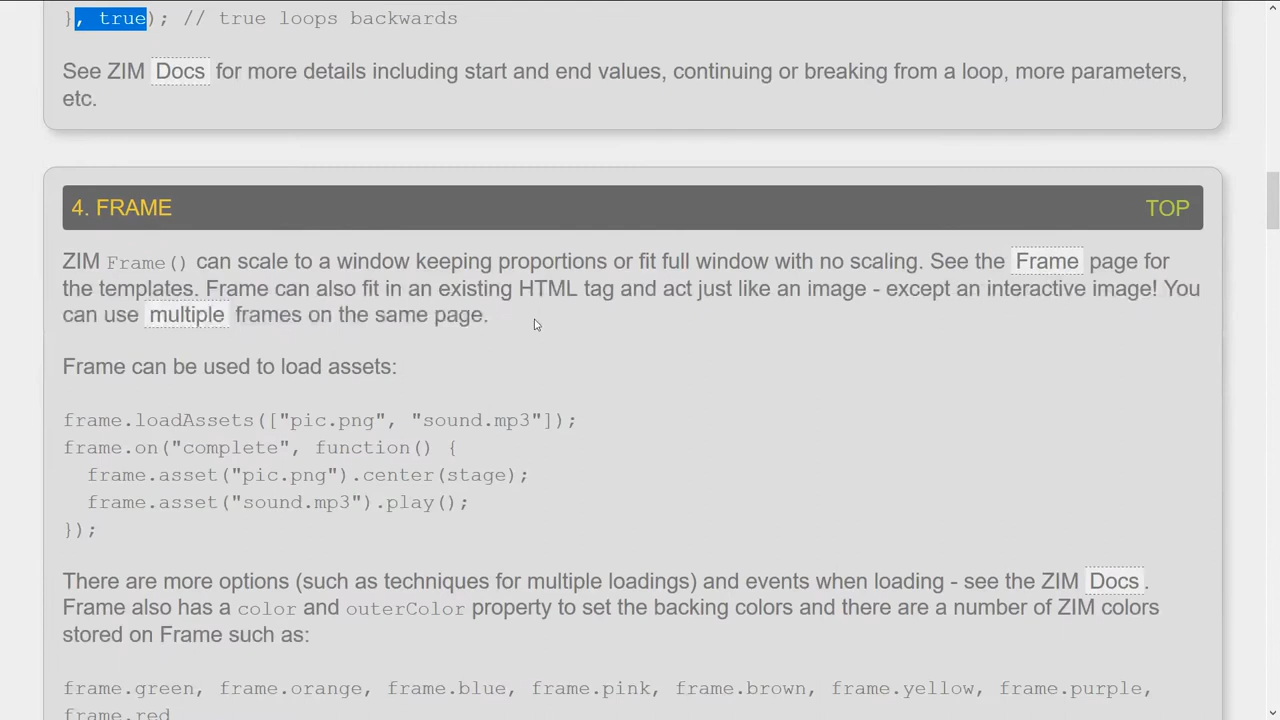 }, true); // true loops backwards
See ZIM Docs for more details including start and end values, continuing or breaking from a loop, more parameters,
etc.
4. FRAME TOP
ZIM Frame() can scale to a window keeping proportions or fit full window with no scaling. See the Frame page for
the templates. Frame can also fit in an existing HTML tag and act just like an image - except an interactive image! You
can use multiple frames on the same page.
Frame can be used to load assets:
frame.loadAssets(["pic.png", "sound.mp3"]);
frame.on("complete", function() {
  frame.asset("pic.png").center(stage);
  frame.asset("sound.mp3").play();
});
There are more options (such as techniques for multiple loadings) and events when loading - see the ZIM Docs.
Frame also has a color and outerColor property to set the backing colors and there are a number of ZIM colors
stored on Frame such as:
frame.green, frame.orange, frame.blue, frame.pink, frame.brown, frame.yellow, frame.purple,
frame.red